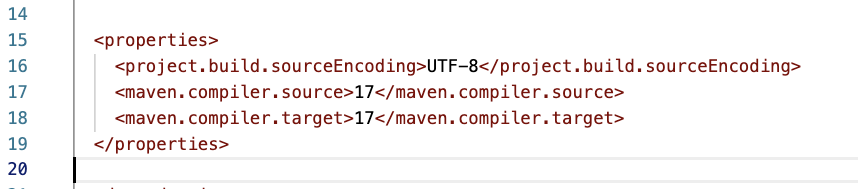 14
15 <properties>
16 <project.build.sourceEncoding>UTF-8</project.build.sourceEncoding>
17 <maven.compiler.source>17</maven.compiler.source>
18 <maven.compiler.target>17</maven.compiler.target>
19 </properties>
20